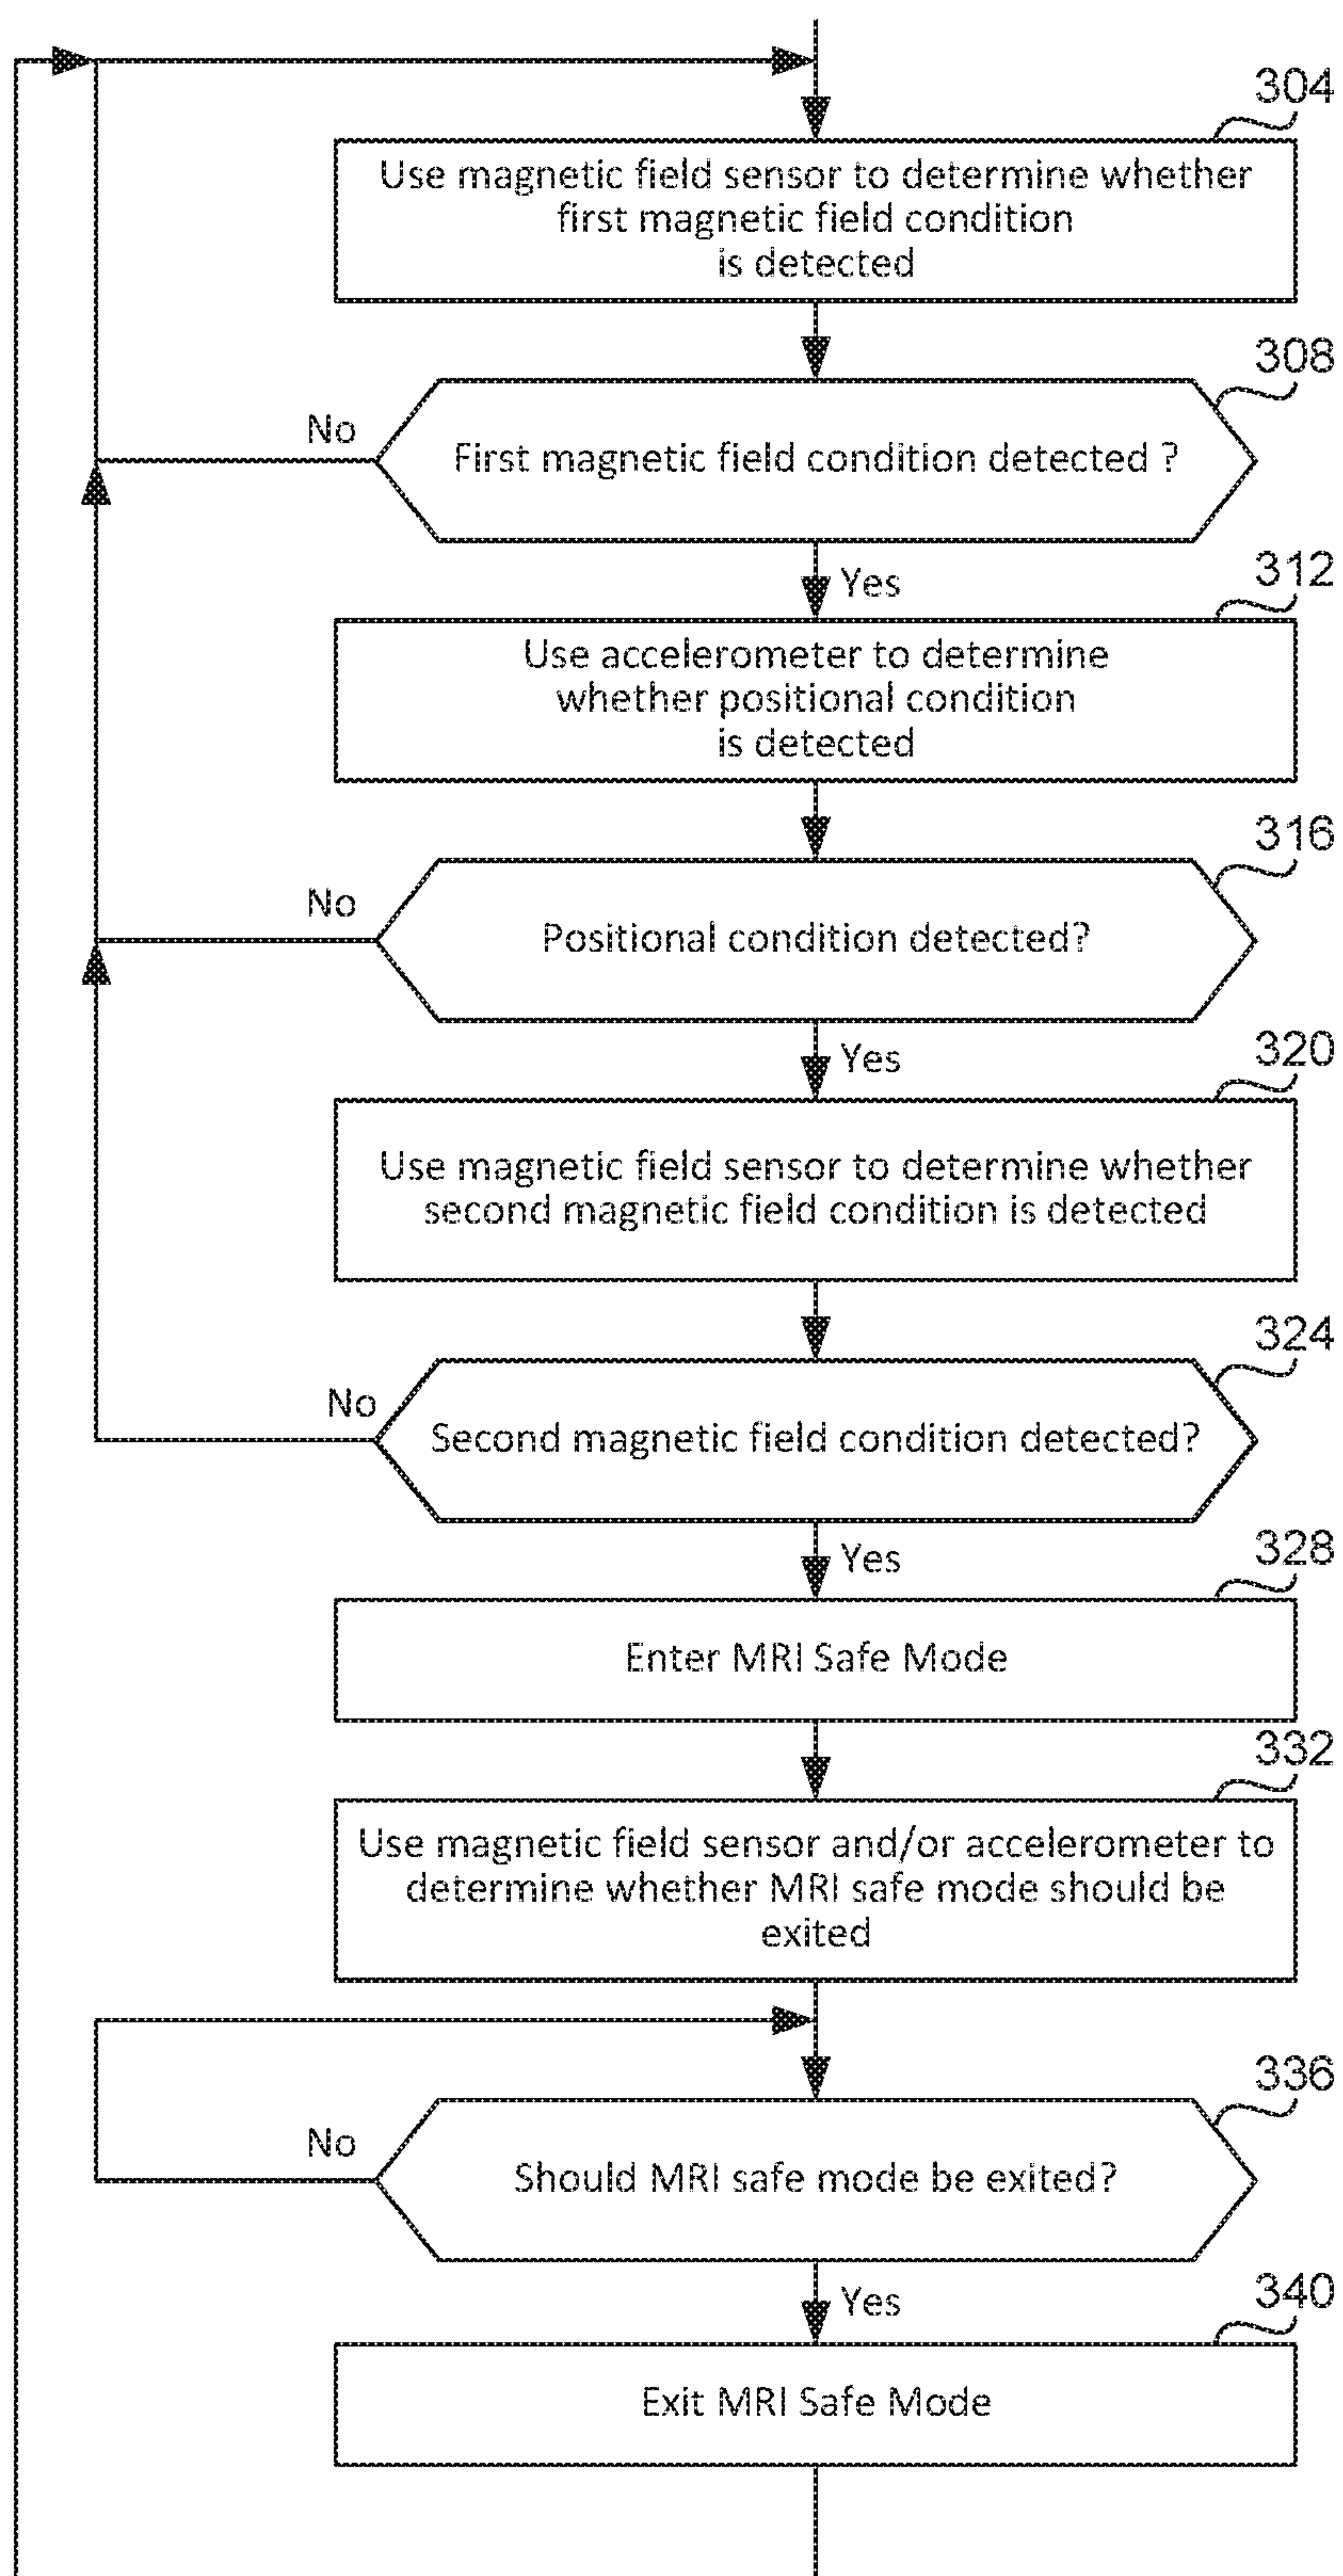 304
Use magnetic field sensor to determine whether
first magnetic field condition
is detected
308
No
First magnetic field condition detected ?
Yes
312
Use accelerometer to determine
whether positional condition
is detected
316
No
Positional condition detected?
Yes
320
Use magnetic field sensor to determine whether
second magnetic field condition is detected
324
No
Second magnetic field condition detected?
Yes
328
Enter MRI Safe Mode
332
Use magnetic field sensor and/or accelerometer to
determine whether MRI safe mode should be
exited
336
No
Should MRI safe mode be exited?
Yes
340
Exit MRI Safe Mode